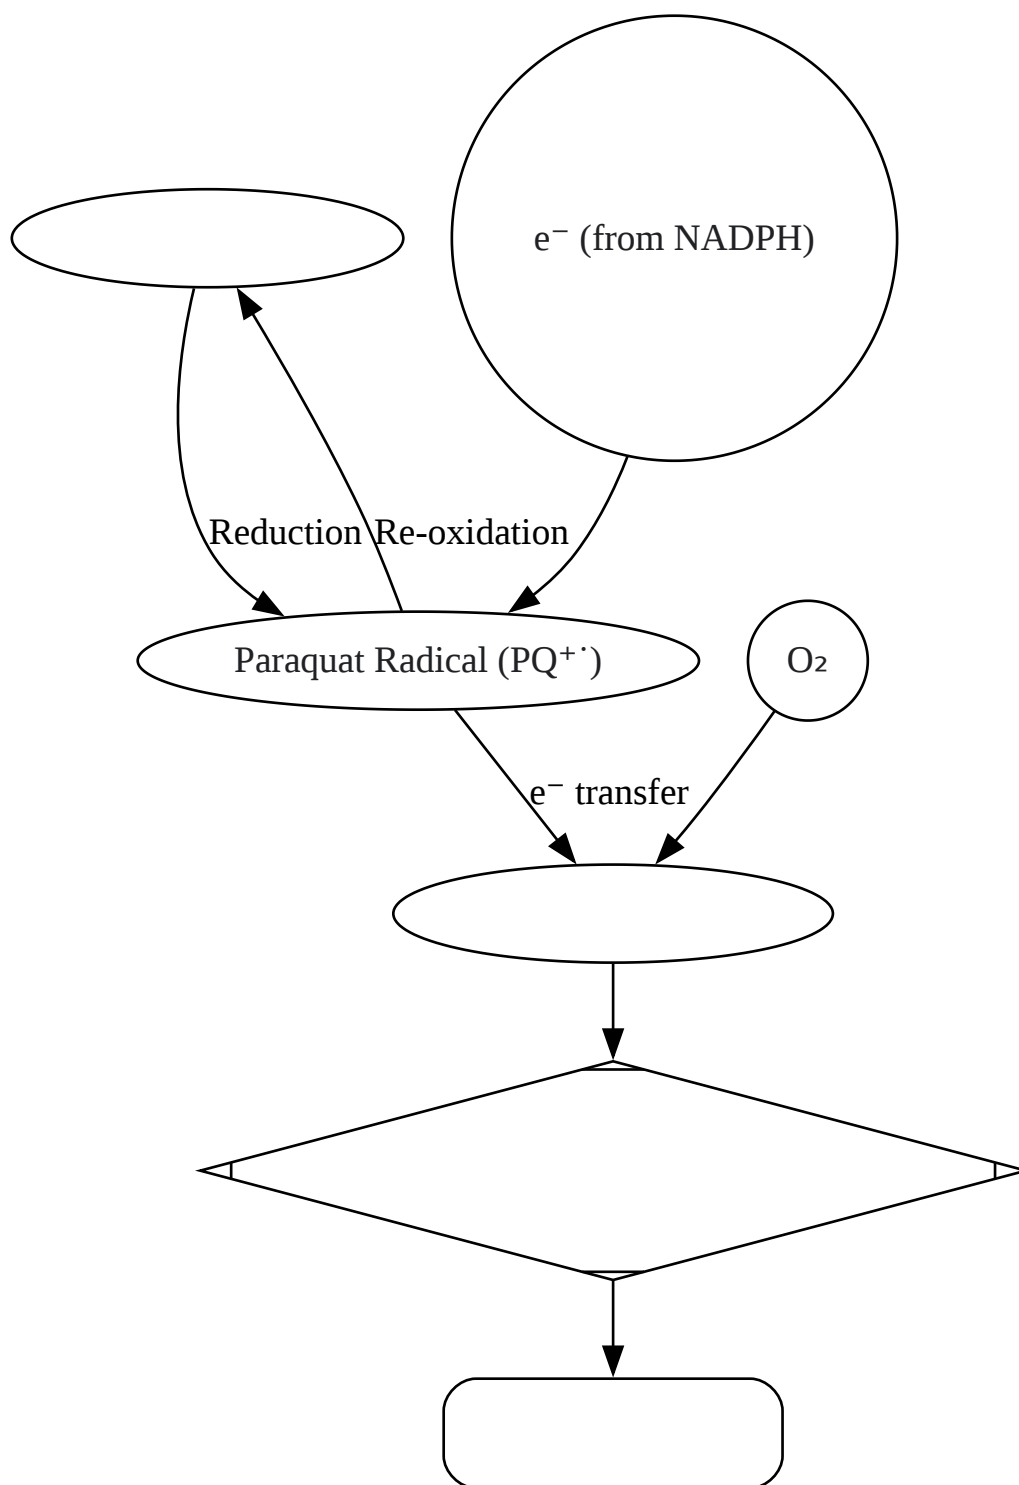 e⁻ (from NADPH)
Reduction
Re-oxidation
Paraquat Radical (PQ⁺˙)
O₂
e⁻ transfer